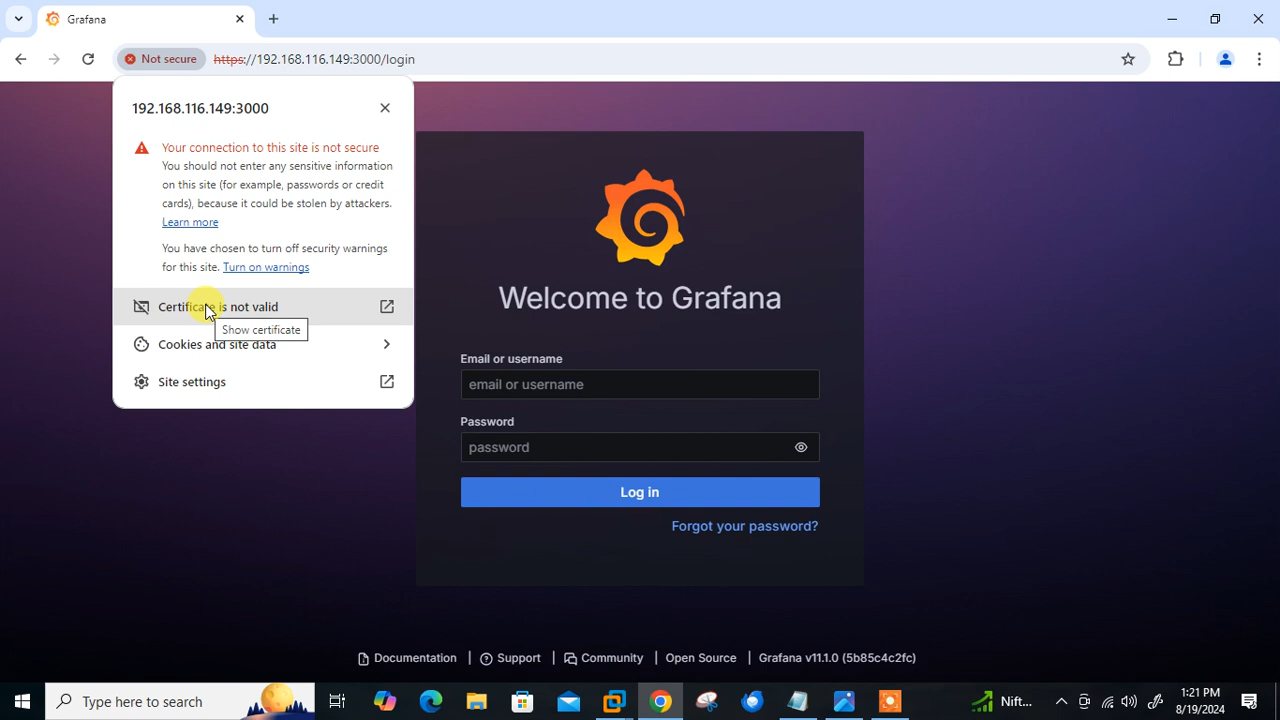 Grafana
Not secure
https://192.168.116.149:3000/login
192.168.116.149:3000
Your connection to this site is not secure
You should not enter any sensitive information
on this site (for example, passwords or credit
cards), because it could be stolen by attackers.
Learn more
You have chosen to turn off security warnings
for this site. Turn on warnings
Certificate is not valid
Show certificate
Cookies and site data
Site settings
Welcome to Grafana
Email or username
email or username
Password
password
Log in
Forgot your password?
Documentation | Support | Community | Open Source | Grafana v11.1.0 (5b85c4c2fc)
Type here to search
Nift...
1:21 PM
8/19/2024